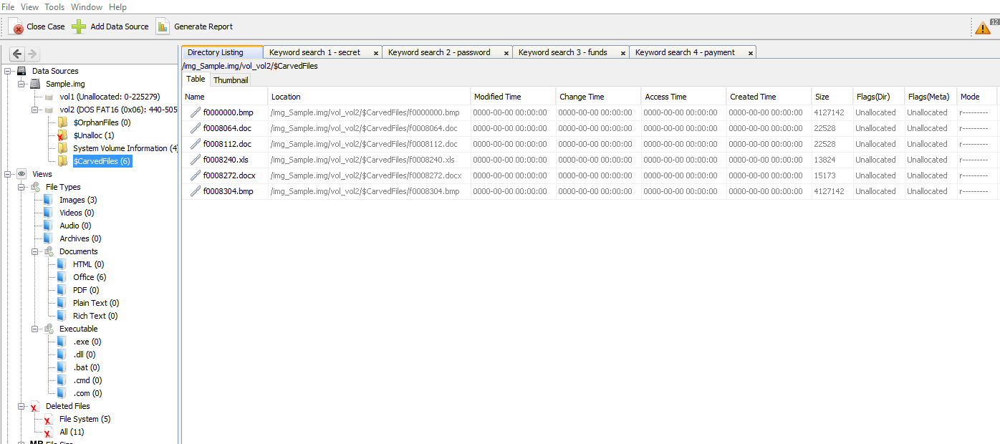 File View Tools Window Help
Close Case Add Data Source Generate Report 12
Directory Listing Keyword search 1 - secret × Keyword search 2 - password × Keyword search 3 - funds × Keyword search 4 - payment ×
/img_Sample.img/vol_vol2/$CarvedFiles
Table Thumbnail
Data Sources
Sample.img
vol1 (Unallocated: 0-225279)
vol2 (DOS FAT16 (0x06): 440-505
$OrphanFiles (0)
$Unalloc (1)
System Volume Information (4)
$CarvedFiles (6)
Views
File Types
Images (3)
Videos (0)
Audio (0)
Archives (0)
Documents
HTML (0)
Office (6)
PDF (0)
Plain Text (0)
Rich Text (0)
Executable
.exe (0)
.dll (0)
.bat (0)
.cmd (0)
.com (0)
Deleted Files
File System (5)
All (11)
MB File Size
Name Location Modified Time Change Time Access Time Created Time Size Flags(Dir) Flags(Meta) Mode
f0000000.bmp /img_Sample.img/vol_vol2/$CarvedFiles/f0000000.bmp 0000-00-00 00:00:00 0000-00-00 00:00:00 0000-00-00 00:00:00 0000-00-00 00:00:00 4127142 Unallocated Unallocated r---------
f0008064.doc /img_Sample.img/vol_vol2/$CarvedFiles/f0008064.doc 0000-00-00 00:00:00 0000-00-00 00:00:00 0000-00-00 00:00:00 0000-00-00 00:00:00 22528 Unallocated Unallocated r---------
f0008112.doc /img_Sample.img/vol_vol2/$CarvedFiles/f0008112.doc 0000-00-00 00:00:00 0000-00-00 00:00:00 0000-00-00 00:00:00 0000-00-00 00:00:00 22528 Unallocated Unallocated r---------
f0008240.xls /img_Sample.img/vol_vol2/$CarvedFiles/f0008240.xls 0000-00-00 00:00:00 0000-00-00 00:00:00 0000-00-00 00:00:00 0000-00-00 00:00:00 13824 Unallocated Unallocated r---------
f0008272.docx /img_Sample.img/vol_vol2/$CarvedFiles/f0008272.docx 0000-00-00 00:00:00 0000-00-00 00:00:00 0000-00-00 00:00:00 0000-00-00 00:00:00 15173 Unallocated Unallocated r---------
f0008304.bmp /img_Sample.img/vol_vol2/$CarvedFiles/f0008304.bmp 0000-00-00 00:00:00 0000-00-00 00:00:00 0000-00-00 00:00:00 0000-00-00 00:00:00 4127142 Unallocated Unallocated r---------